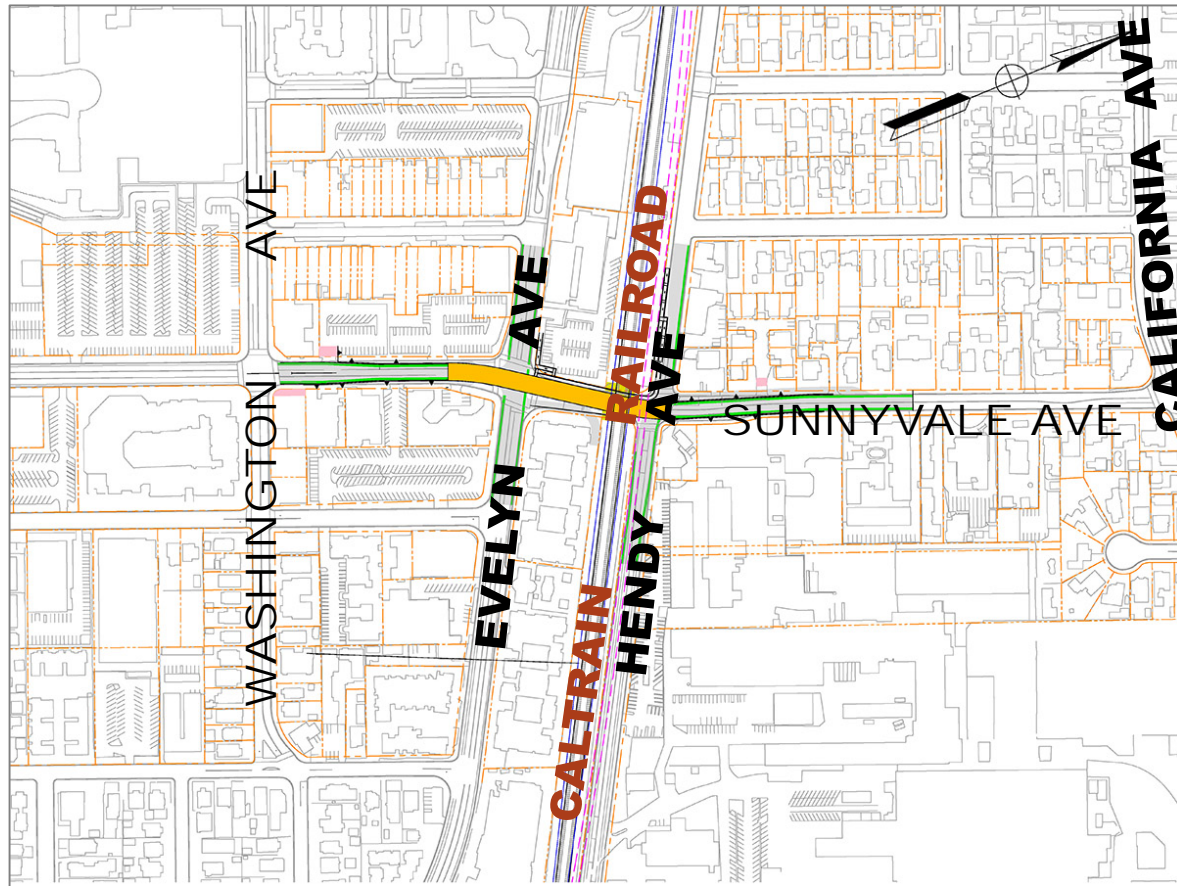 CALIFORNIA AVE
WASHINGTON AVE
EVELYN AVE
CALTRAIN RAILROAD
HENDY AVE
SUNNYVALE AVE